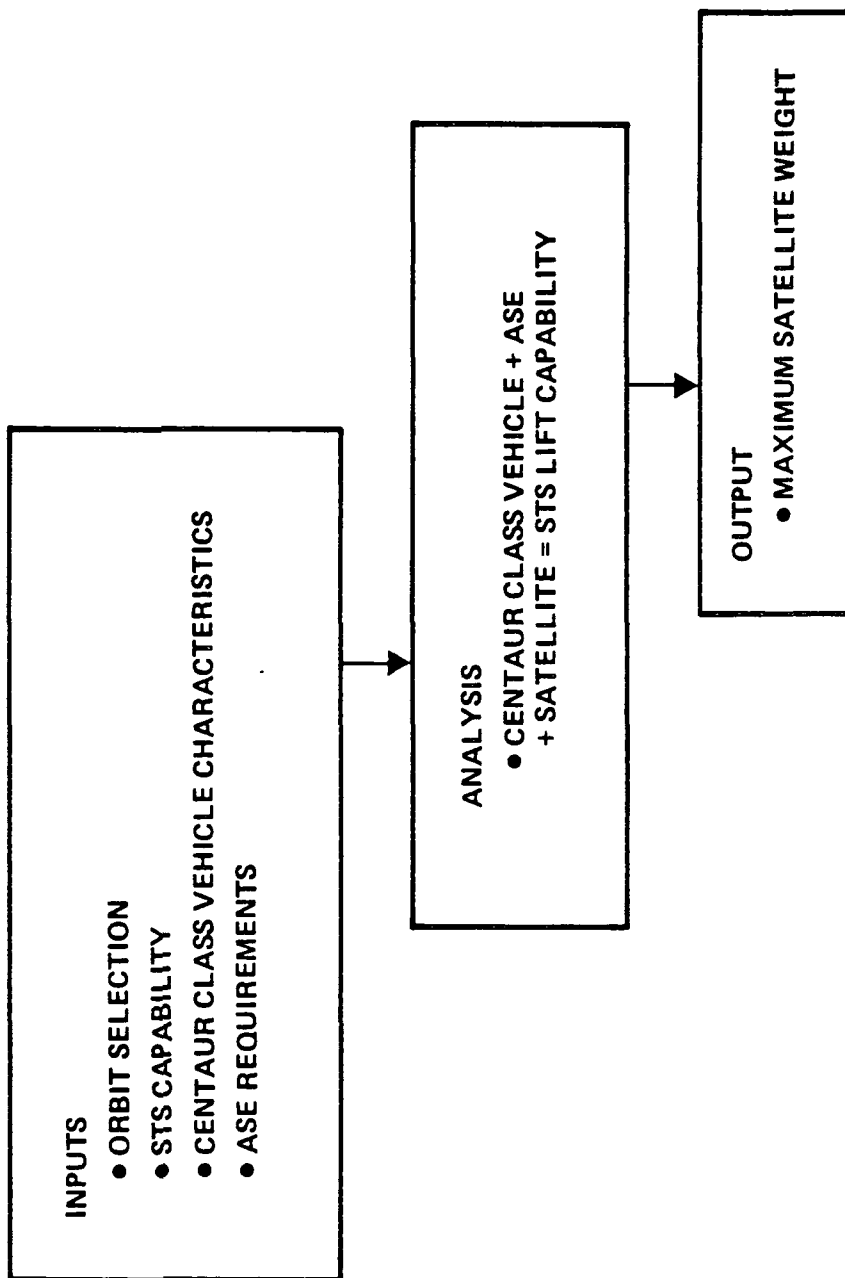 INPUTS
● ORBIT SELECTION
● STS CAPABILITY
● CENTAUR CLASS VEHICLE CHARACTERISTICS
● ASE REQUIREMENTS
ANALYSIS
● CENTAUR CLASS VEHICLE + ASE
+ SATELLITE = STS LIFT CAPABILITY
OUTPUT
● MAXIMUM SATELLITE WEIGHT